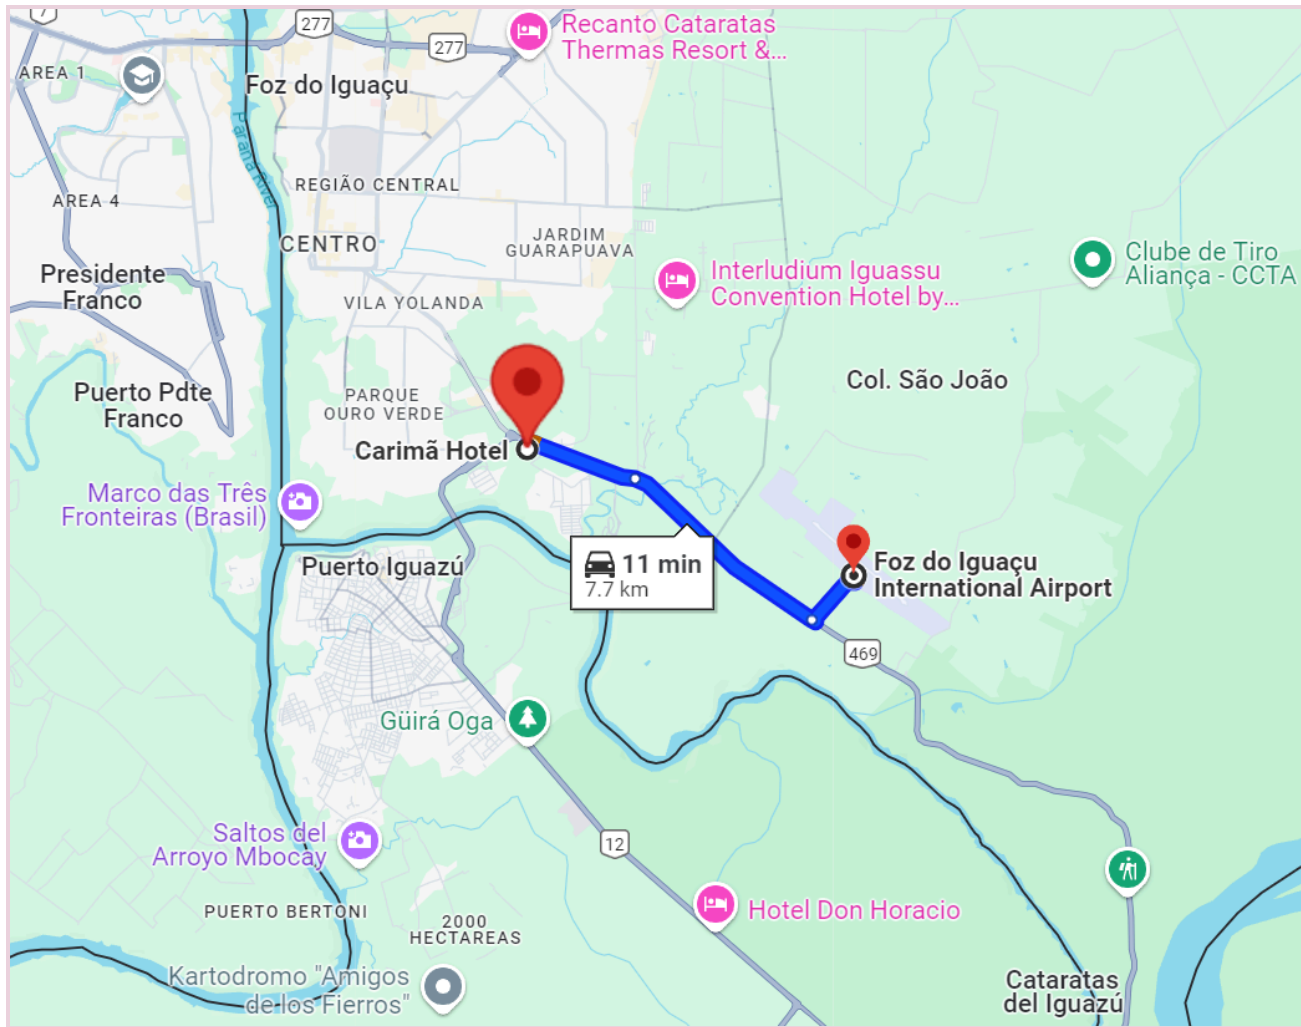 7
277
277
Recanto Cataratas
Thermas Resort &...
AREA 1
Foz do Iguaçu
Paraná River
REGIÃO CENTRAL
AREA 4
CENTRO
JARDIM
GUARAPUAVA
Clube de Tiro
Aliança - CCTA
Presidente
Franco
Interludium Iguassu
Convention Hotel by...
VILA YOLANDA
Col. São João
Puerto Pdte
Franco
PARQUE
OURO VERDE
Carimã Hotel
Marco das Três
Fronteiras (Brasil)
Puerto Iguazú
11 min
7.7 km
Foz do Iguaçu
International Airport
469
Güirá Oga
Saltos del
Arroyo Mbocay
12
PUERTO BERTONI
2000
HECTAREAS
Hotel Don Horacio
Kartodromo "Amigos
de los Fierros"
Cataratas
del Iguazú